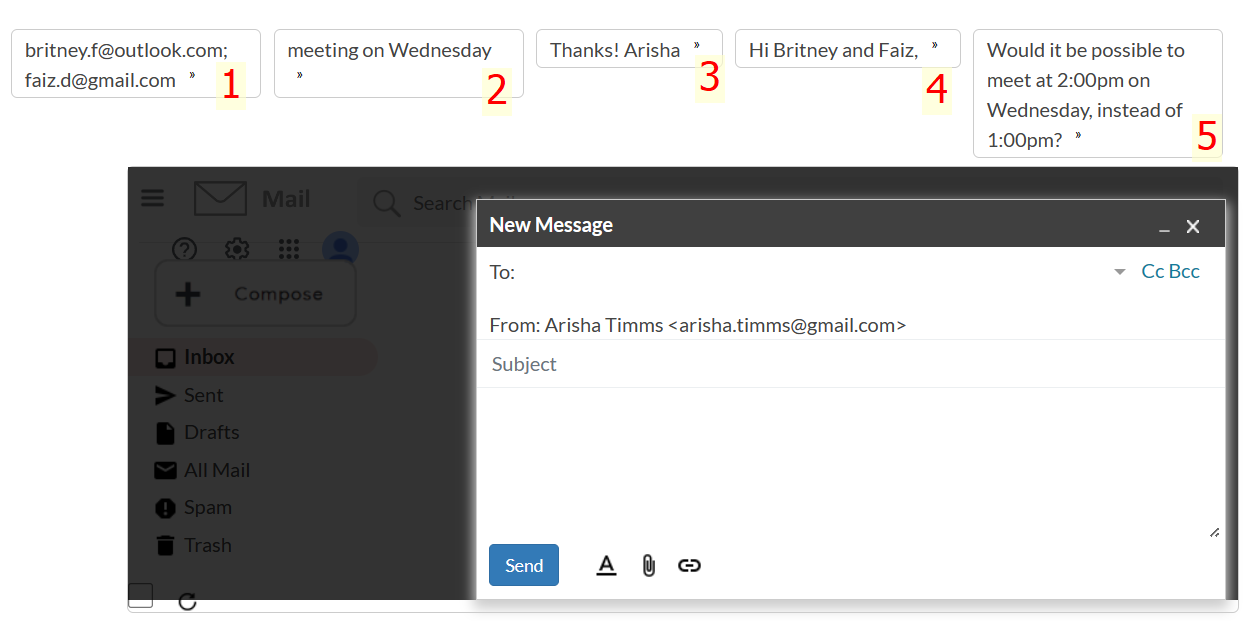 britney.f@outlook.com;
faiz.d@gmail.com »
1
meeting on Wednesday
»
2
Thanks! Arisha »
3
Hi Britney and Faiz, »
4
Would it be possible to
meet at 2:00pm on
Wednesday, instead of
1:00pm? »
5
Mail
Search
New Message
To:
Cc Bcc
Compose
From: Arisha Timms <arisha.timms@gmail.com>
Subject
Inbox
Sent
Drafts
All Mail
Spam
Trash
Send
A